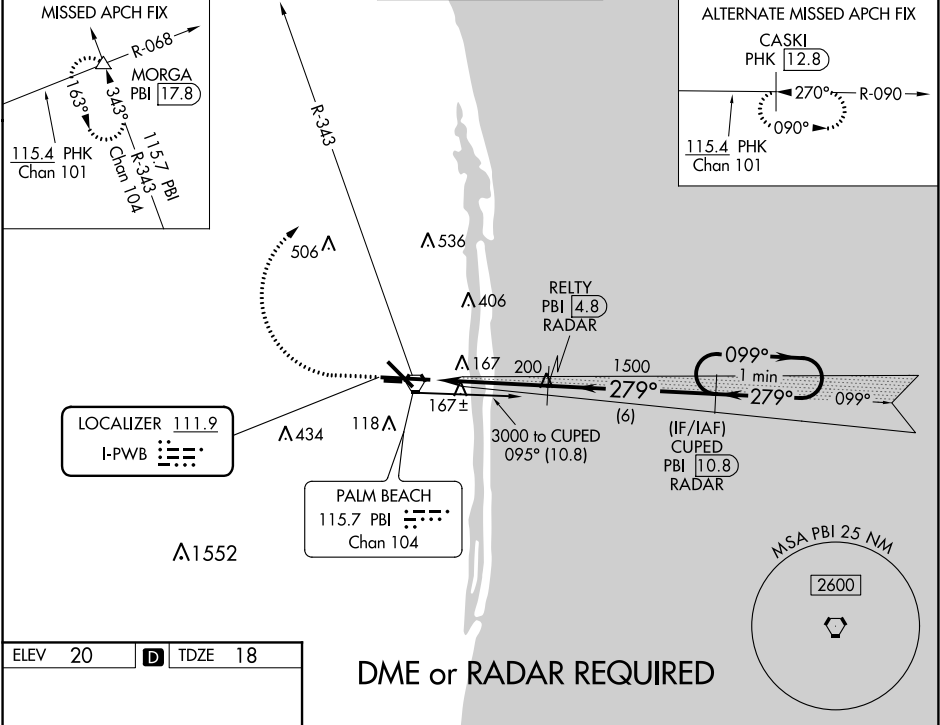 MISSED APCH FIX
R-068
MORGA
PBI 17.8
163°
343°
115.7 PBI
R-343
Chan 104
115.4 PHK
Chan 101
ALTERNATE MISSED APCH FIX
CASKI
PHK 12.8
270°
R-090
090°
115.4 PHK
Chan 101
R-343
506
536
406
RELTY
PBI 4.8
RADAR
167
200
1500
099°
1 min
279°
279°
099°
(6)
167±
LOCALIZER 111.9
I-PWB
434
118
3000 to CUPED
095° (10.8)
(IF/IAF)
CUPED
PBI 10.8
RADAR
PALM BEACH
115.7 PBI
Chan 104
1552
MSA PBI 25 NM
2600
ELEV 20 D TDZE 18
DME or RADAR REQUIRED